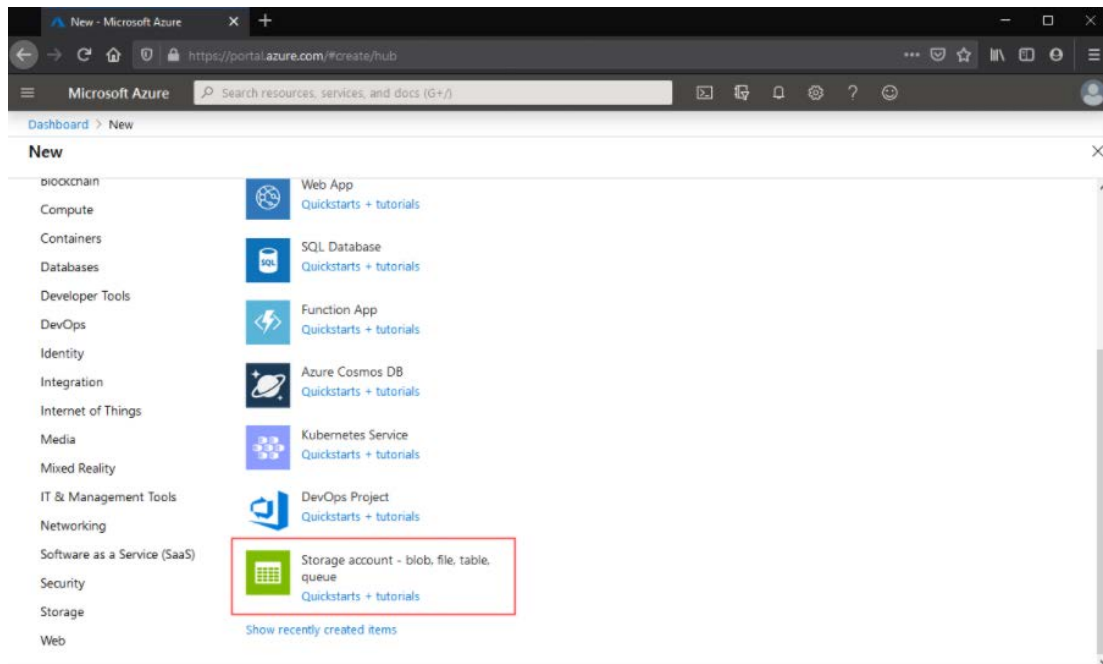 New - Microsoft Azure
https://portal.azure.com/#create/hub
Microsoft Azure
Search resources, services, and docs (G+/)
Dashboard > New
New
Blockchain
Compute
Containers
Databases
Developer Tools
DevOps
Identity
Integration
Internet of Things
Media
Mixed Reality
IT & Management Tools
Networking
Software as a Service (SaaS)
Security
Storage
Web
Web App
Quickstarts + tutorials
SQL
SQL Database
Quickstarts + tutorials
Function App
Quickstarts + tutorials
Azure Cosmos DB
Quickstarts + tutorials
Kubernetes Service
Quickstarts + tutorials
DevOps Project
Quickstarts + tutorials
Storage account - blob, file, table,
queue
Quickstarts + tutorials
Show recently created items